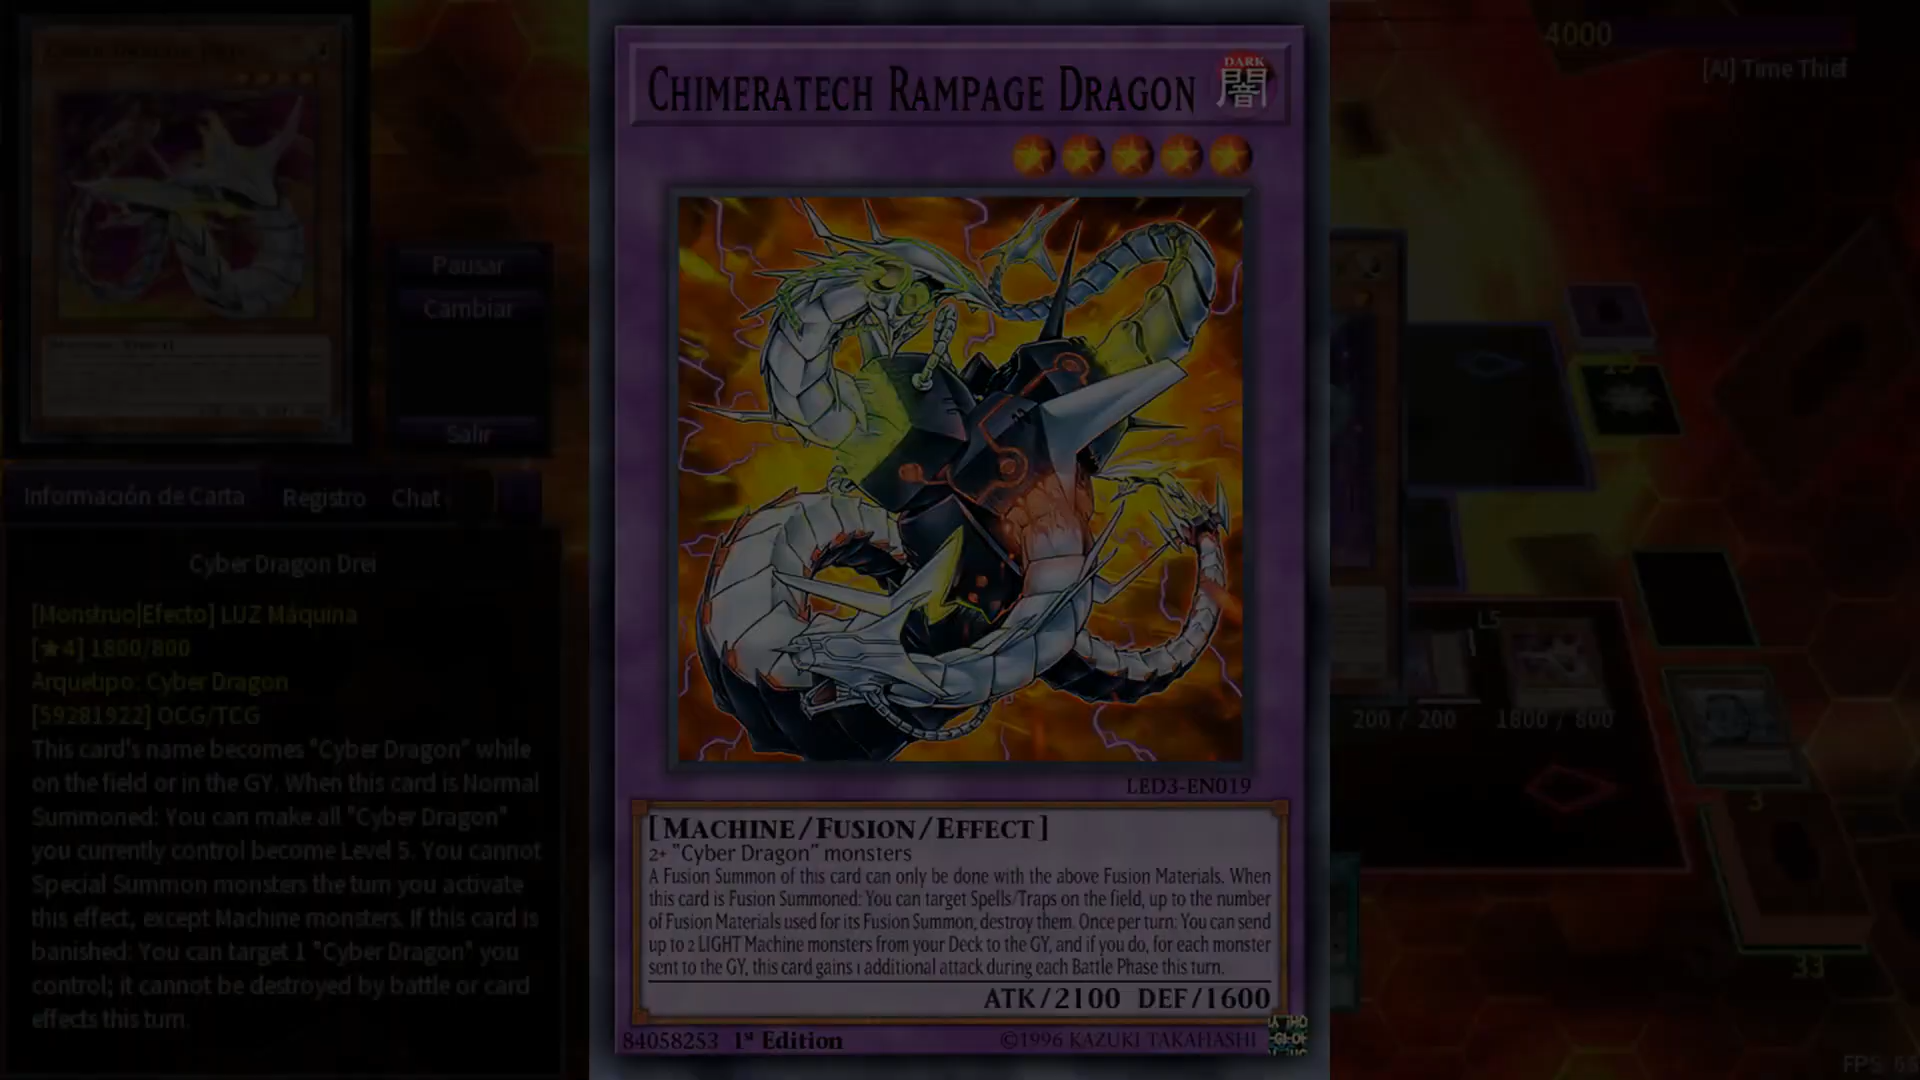 4000
[AI] Time Thief
Pausar
Cambiar
Salir
Información de Carta
Registro
Chat
Cyber Dragon Drei
[Monstruo|Efecto] LUZ Máquina
[★4] 1800/800
Arquetipo: Cyber Dragon
[59281922] OCG/TCG
This card's name becomes "Cyber Dragon" while
on the field or in the GY. When this card is Normal
Summoned: You can make all "Cyber Dragon"
you currently control become Level 5. You cannot
Special Summon monsters the turn you activate
this effect, except Machine monsters. If this card is
banished: You can target 1 "Cyber Dragon" you
control; it cannot be destroyed by battle or card
effects this turn.
CHIMERATECH RAMPAGE DRAGON
DARK
闇
LED3-EN019
[MACHINE/FUSION/EFFECT]
2+ "Cyber Dragon" monsters
A Fusion Summon of this card can only be done with the above Fusion Materials. When
this card is Fusion Summoned: You can target Spells/Traps on the field, up to the number
of Fusion Materials used for its Fusion Summon; destroy them. Once per turn: You can send
up to 2 LIGHT Machine monsters from your Deck to the GY, and if you do, for each monster
sent to the GY, this card gains 1 additional attack during each Battle Phase this turn.
ATK/2100 DEF/1600
84058253 1st Edition
©1996 KAZUKI TAKAHASHI
L5
200 / 200
1800 / 800
3
33